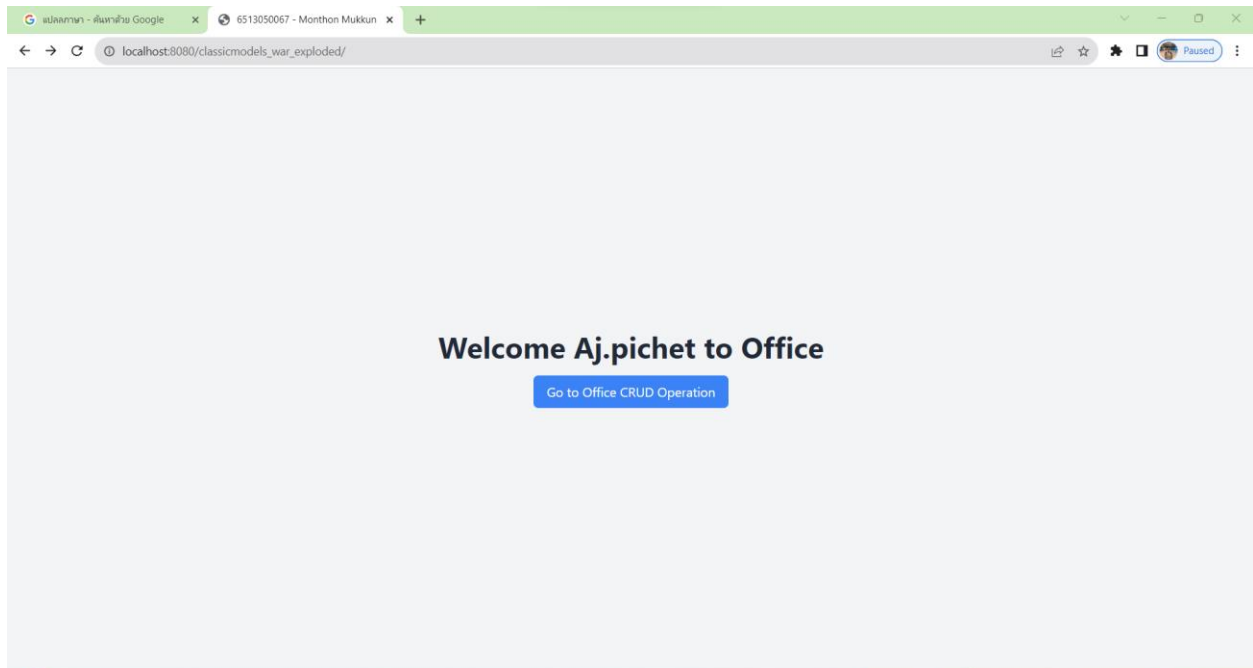 แปลภาษา - ค้นหาด้วย Google
6513050067 - Monthon Mukkun
localhost:8080/classicmodels_war_exploded/
Paused
Welcome Aj.pichet to Office
Go to Office CRUD Operation